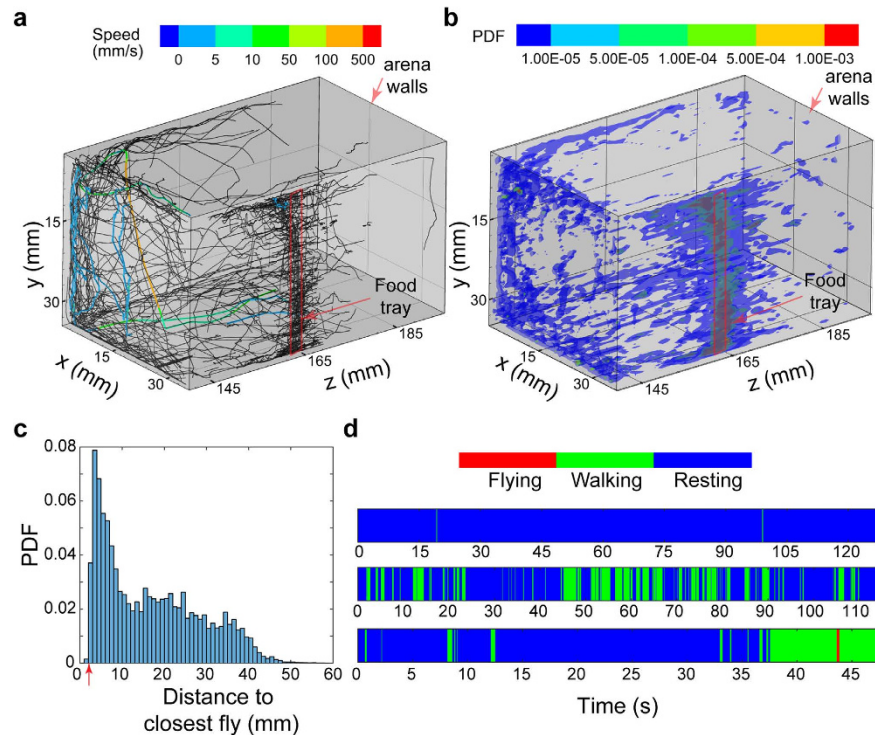 a
Speed
(mm/s)
0 5 10 50 100 500
arena
walls
y (mm)
15
30
x (mm)
15
30
z (mm)
145
165
185
Food
tray
b
PDF
1.00E-05 5.00E-05 1.00E-04 5.00E-04 1.00E-03
arena
walls
y (mm)
15
30
x (mm)
15
30
z (mm)
145
165
185
Food
tray
c
PDF
0.08
0.06
0.04
0.02
0
0 10 20 30 40 50 60
Distance to
closest fly (mm)
d
Flying Walking Resting
0 15 30 45 60 75 90 105 120
0 10 20 30 40 50 60 70 80 90 100 110
0 5 10 15 20 25 30 35 40 45
Time (s)